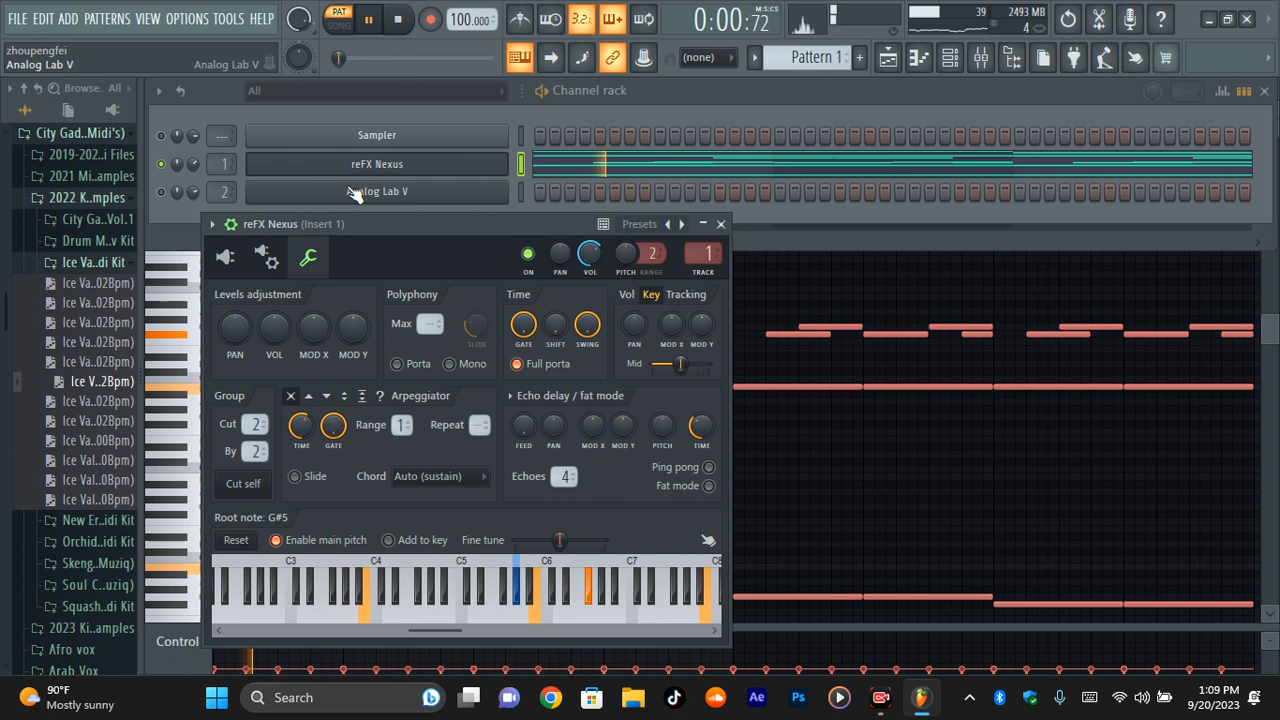 FILE EDIT ADD PATTERNS VIEW OPTIONS TOOLS HELP
PAT
SONG
100.000
3.2
0:00:72
M:S:CS
39
2493 MB
4
zhoupengfei
Analog Lab V
Analog Lab V
(none)
Pattern 1
Browse.. All
All
Channel rack
City Gad..Midi's)
2019-202..i Files
2021 Mi..amples
2022 K..mples
City Ga..Vol.1
Drum M..v Kit
Ice Va..di Kit
Ice Va..02Bpm)
Ice Va..02Bpm)
Ice Va..02Bpm)
Ice Va..02Bpm)
Ice Va..02Bpm)
Ice V..2Bpm)
Ice Va..02Bpm)
Ice Va..02Bpm)
Ice Val..00Bpm)
Ice Val..0Bpm)
Ice Val..0Bpm)
Ice Val..0Bpm)
New Er..idi Kit
Orchid..idi Kit
Skeng..Muziq)
Soul C..uziq)
Squash..di Kit
2023 Ki..amples
Afro vox
Arab Vox
--- Sampler
1 reFX Nexus
2 Analog Lab V
reFX Nexus (Insert 1)
Presets
ON PAN VOL PITCH RANGE TRACK
2
1
Levels adjustment
PAN VOL MOD X MOD Y
Polyphony
Max ---
SLIDE
Porta Mono
Time
GATE SHIFT SWING
Full porta
Vol Key Tracking
PAN MOD X MOD Y
Mid
Group
Cut 2
By 2
Cut self
Arpeggiator
TIME GATE
Range 1 Repeat ---
Slide Chord Auto (sustain)
Echo delay / fat mode
FEED PAN MOD X MOD Y PITCH TIME
Echoes 4
Ping pong
Fat mode
Root note: G#5
Reset Enable main pitch Add to key Fine tune
C3 C4 C5 C6 C7 C8
Control
90°F
Mostly sunny
Search
Ae
Ps
1:09 PM
9/20/2023